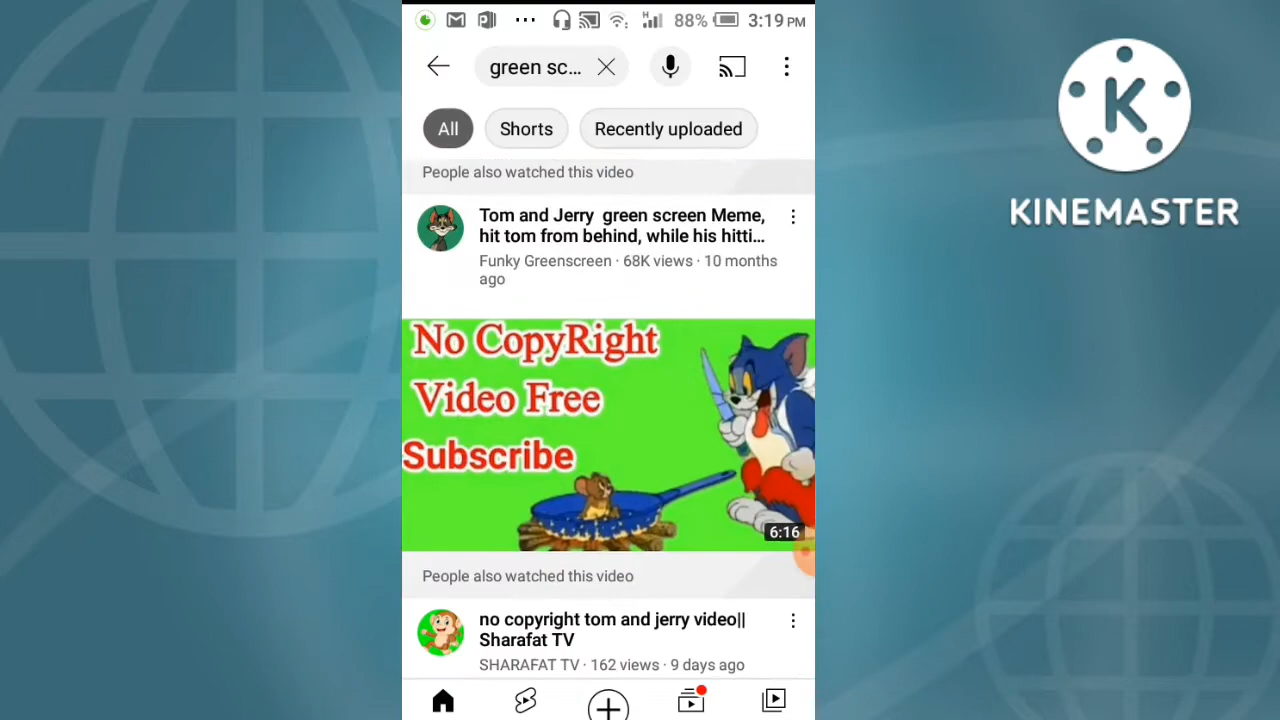 88% 3:19 PM
green sc...
All Shorts Recently uploaded
People also watched this video
Tom and Jerry green screen Meme,
hit tom from behind, while his hitti...
Funky Greenscreen · 68K views · 10 months
ago
No CopyRight
Video Free
Subscribe
6:16
People also watched this video
no copyright tom and jerry video||
Sharafat TV
SHARAFAT TV · 162 views · 9 days ago
K
KINEMASTER